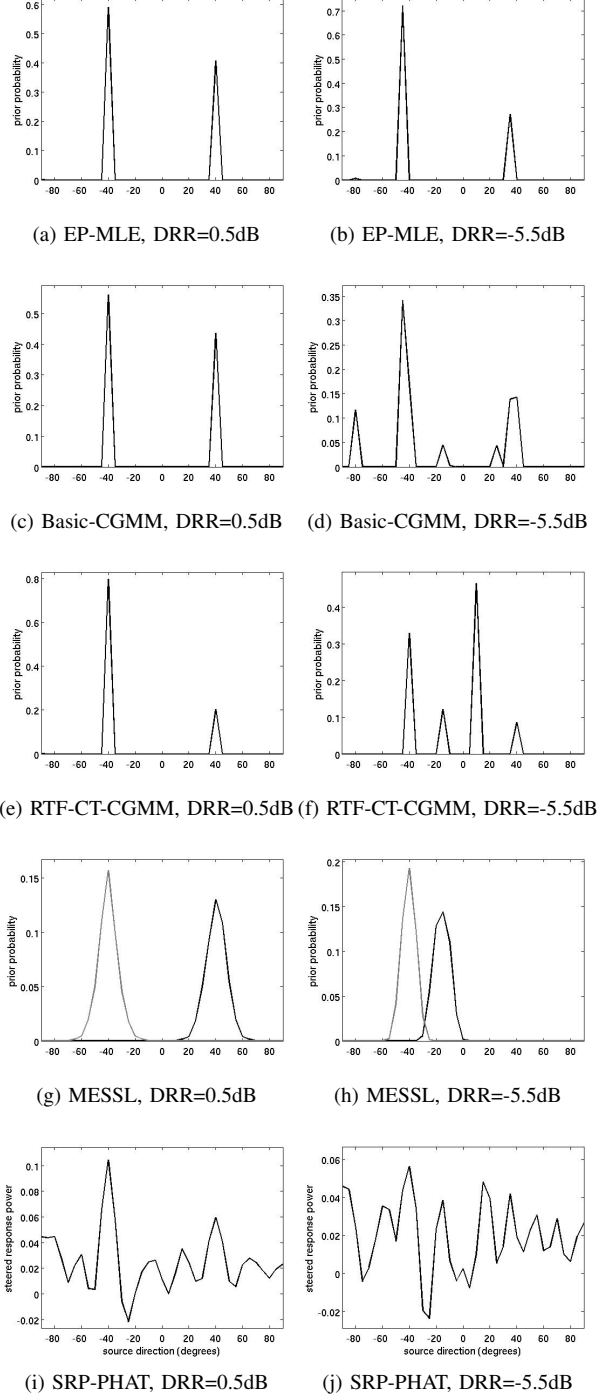 0.6
0.5
0.4
0.3
0.2
0.1
0
prior probability
-80 -60 -40 -20 0 20 40 60 80
(a) EP-MLE, DRR=0.5dB
0.7
0.6
0.5
0.4
0.3
0.2
0.1
0
prior probability
-80 -60 -40 -20 0 20 40 60 80
(b) EP-MLE, DRR=-5.5dB
0.5
0.4
0.3
0.2
0.1
0
prior probability
-80 -60 -40 -20 0 20 40 60 80
(c) Basic-CGMM, DRR=0.5dB
0.35
0.3
0.25
0.2
0.15
0.1
0.05
0
prior probability
-80 -60 -40 -20 0 20 40 60 80
(d) Basic-CGMM, DRR=-5.5dB
0.8
0.6
0.4
0.2
0
prior probability
-80 -60 -40 -20 0 20 40 60 80
(e) RTF-CT-CGMM, DRR=0.5dB
0.4
0.3
0.2
0.1
0
prior probability
-80 -60 -40 -20 0 20 40 60 80
(f) RTF-CT-CGMM, DRR=-5.5dB
0.15
0.1
0.05
0
prior probability
-80 -60 -40 -20 0 20 40 60 80
(g) MESSL, DRR=0.5dB
0.2
0.15
0.1
0.05
0
prior probability
-80 -60 -40 -20 0 20 40 60 80
(h) MESSL, DRR=-5.5dB
0.1
0.08
0.06
0.04
0.02
0
-0.02
steered response power
-80 -60 -40 -20 0 20 40 60 80
source direction (degrees)
(i) SRP-PHAT, DRR=0.5dB
0.06
0.04
0.02
0
-0.02
steered response power
-80 -60 -40 -20 0 20 40 60 80
source direction (degrees)
(j) SRP-PHAT, DRR=-5.5dB